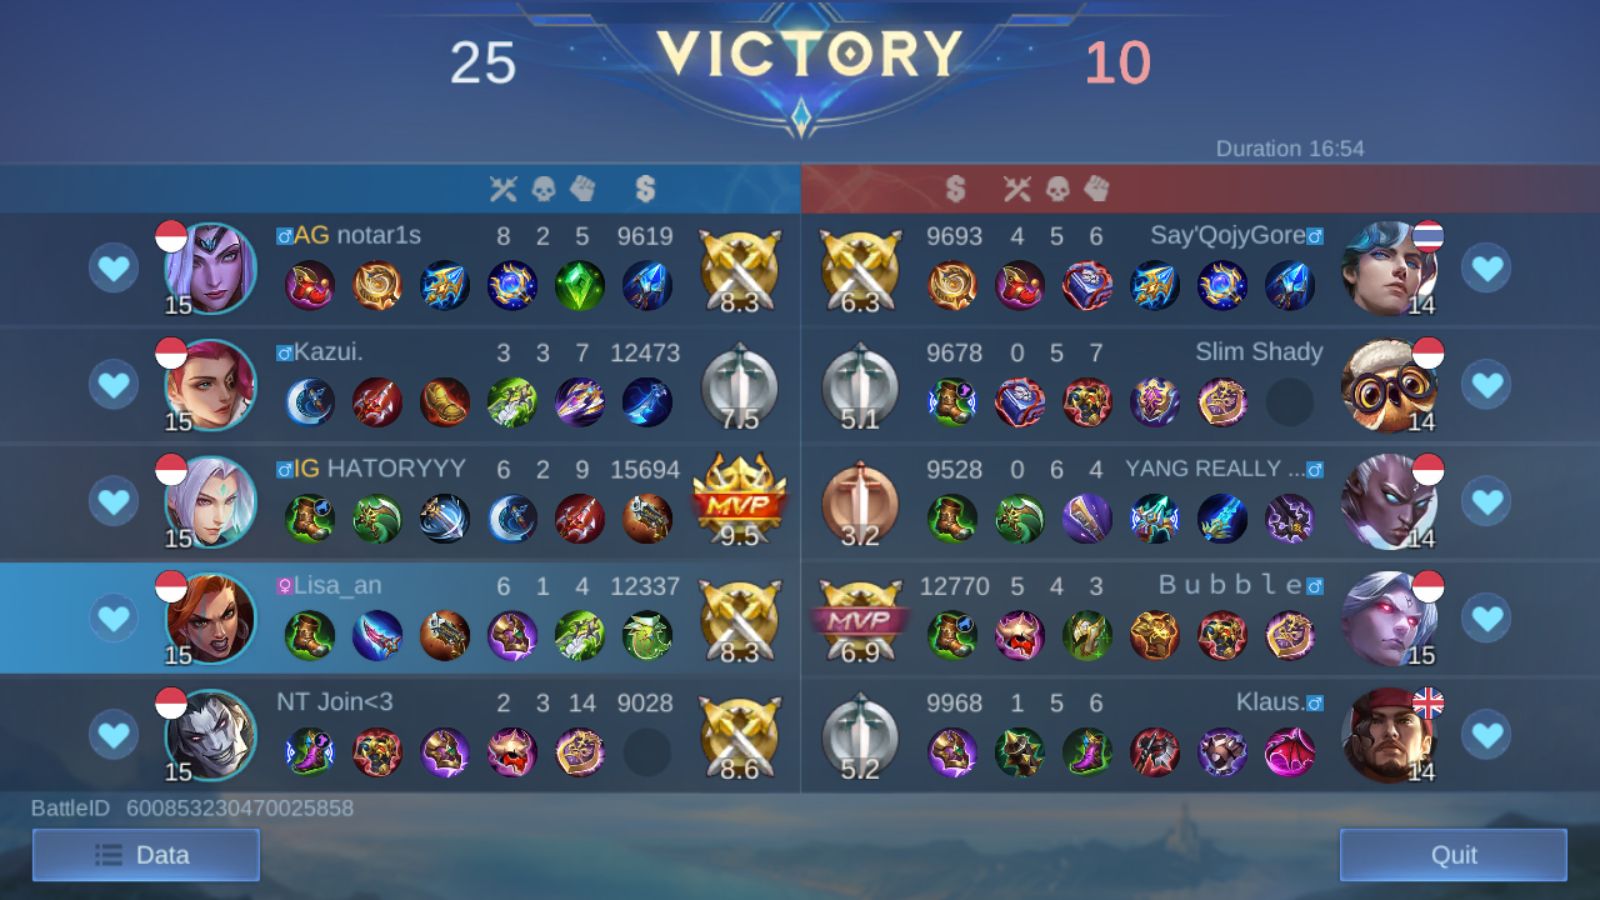 25 VICTORY 10
Duration 16:54
AG notar1s 8 2 5 9619
15 8.3
9693 4 5 6 Say'QojyGore
6.3 14
Kazui. 3 3 7 12473
15 7.5
9678 0 5 7 Slim Shady
5.1 14
IG HATORYYY 6 2 9 15694
MVP
15 9.5
9528 0 6 4 YANG REALLY ...
3.2 14
Lisa_an 6 1 4 12337
15 8.3
12770 5 4 3 B u b b l e
MVP
6.9 15
NT Join<3 2 3 14 9028
15 8.6
9968 1 5 6 Klaus.
5.2 14
BattleID 600853230470025858
Data
Quit